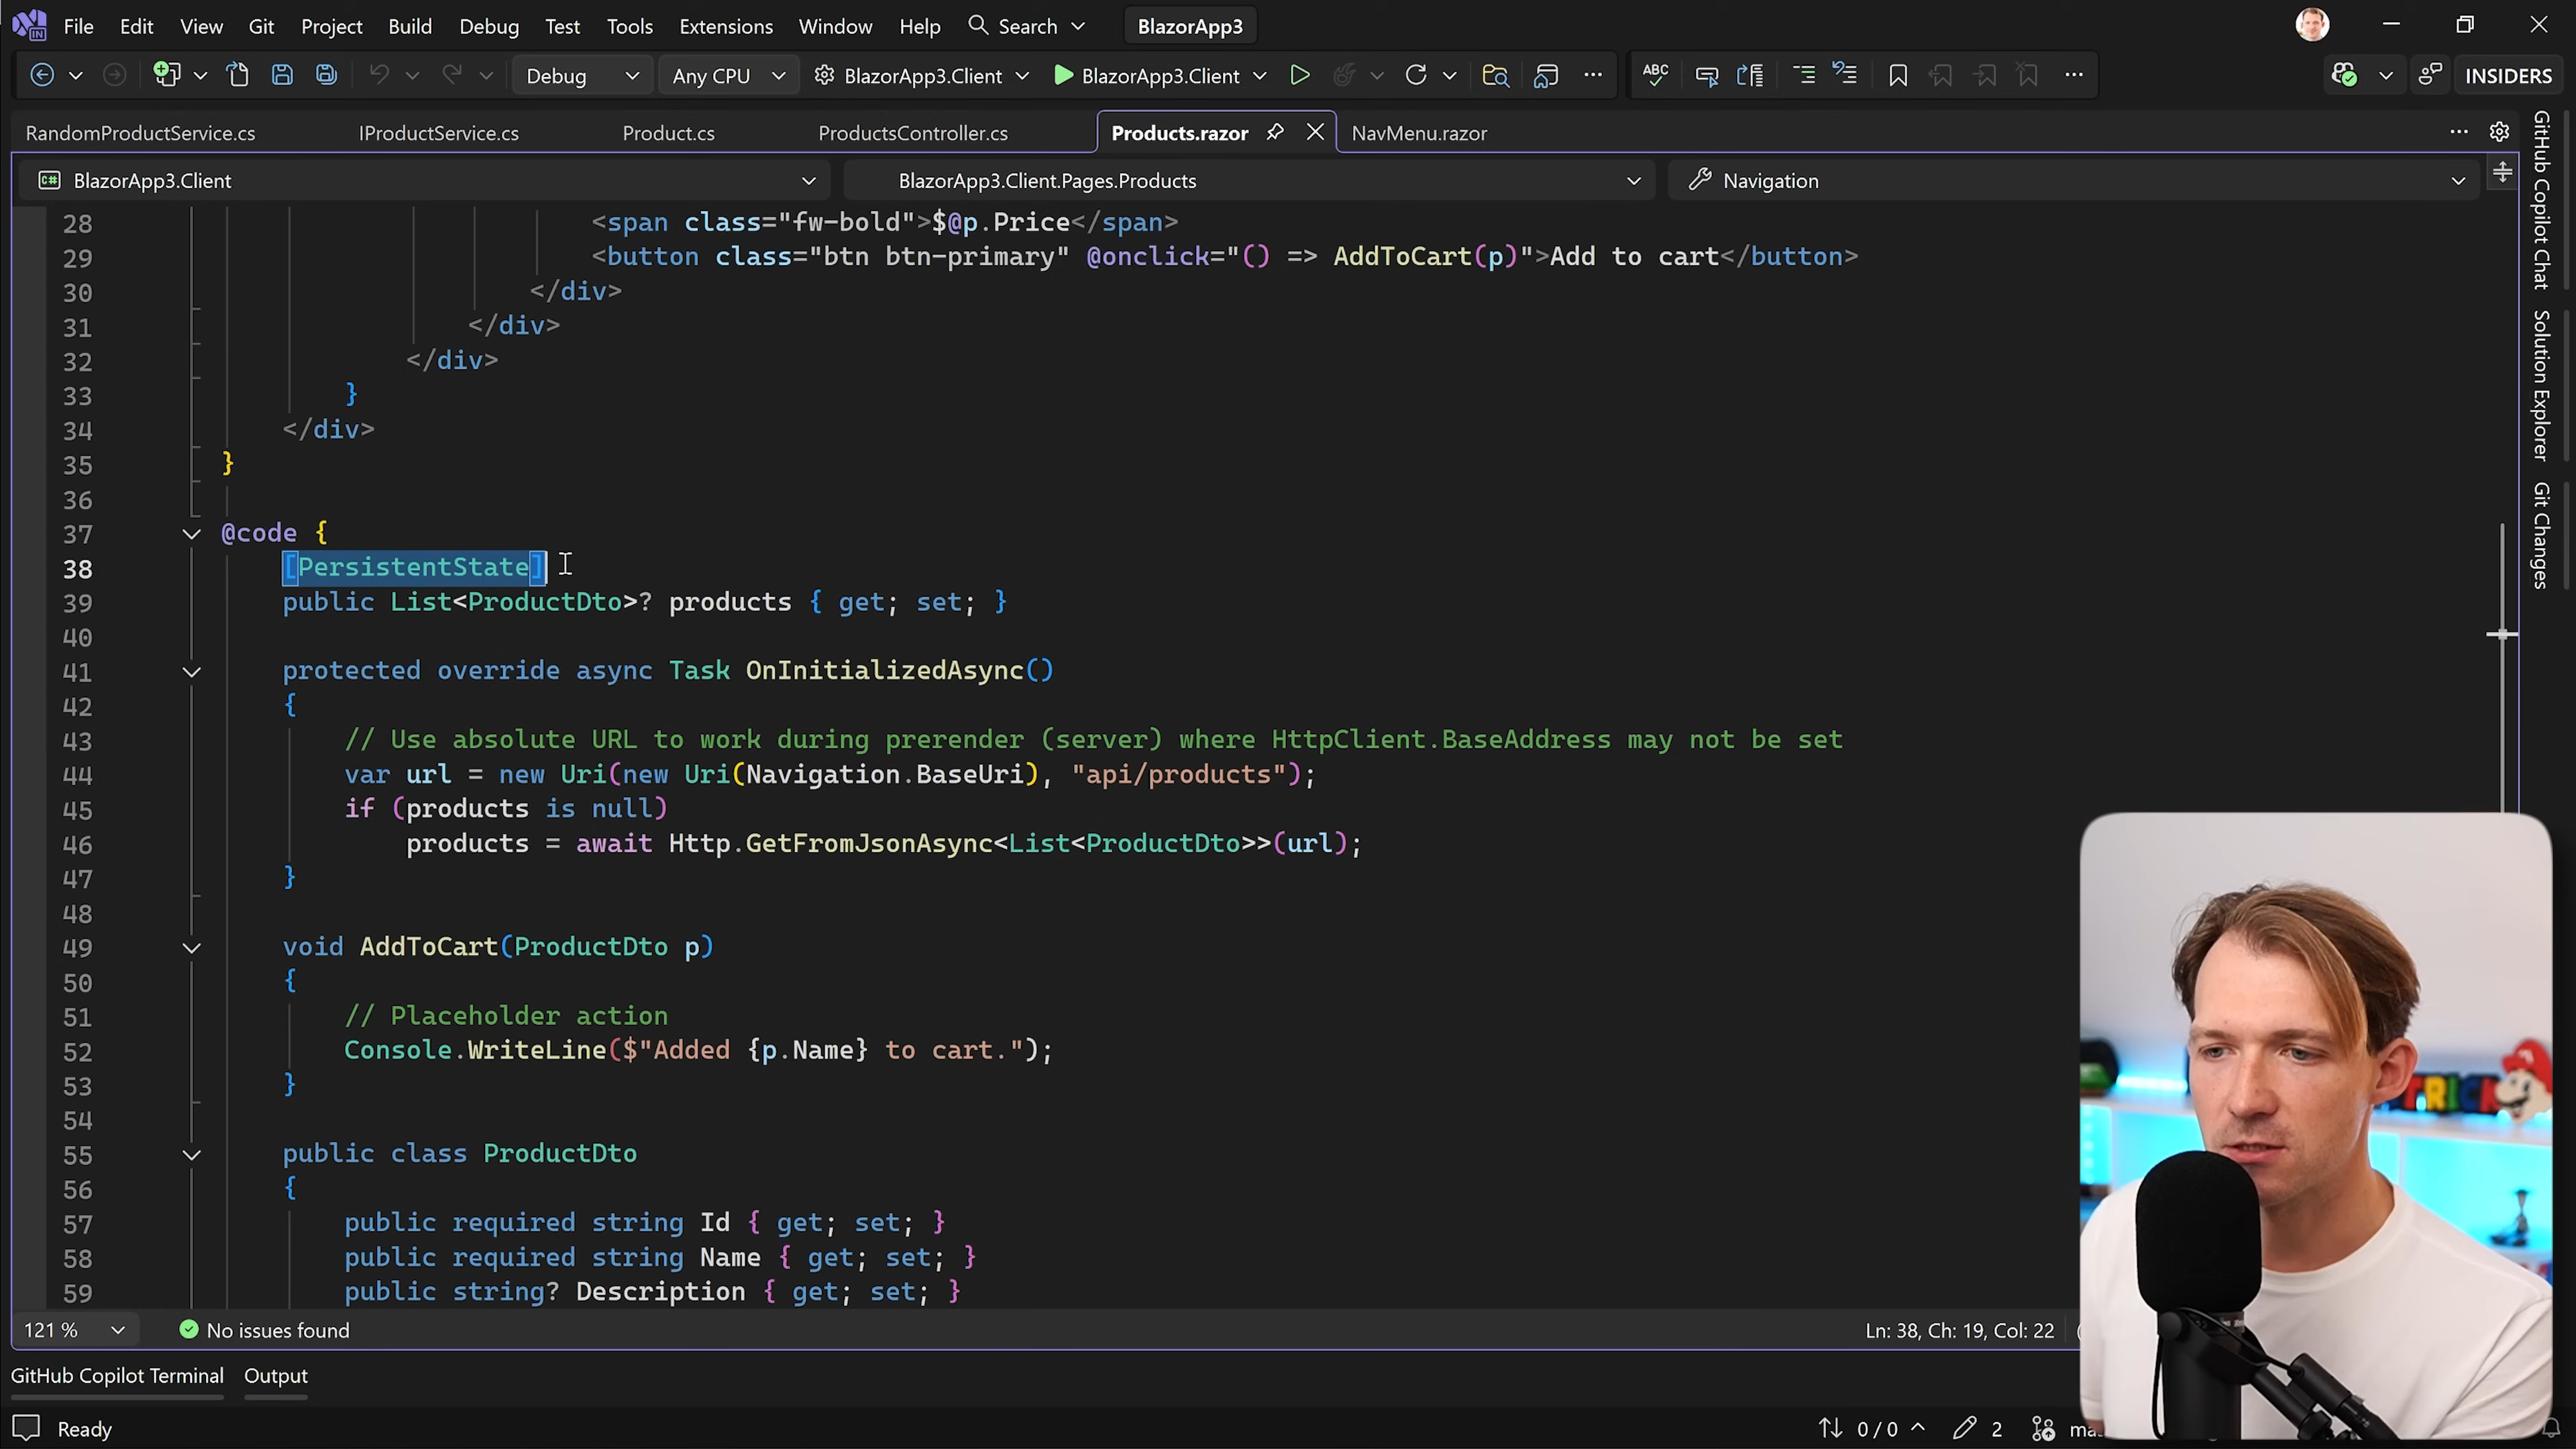 File Edit View Git Project Build Debug Test Tools Extensions Window Help Search BlazorApp3
Debug Any CPU BlazorApp3.Client BlazorApp3.Client ABC INSIDERS
RandomProductService.cs IProductService.cs Product.cs ProductsController.cs Products.razor NavMenu.razor
BlazorApp3.Client BlazorApp3.Client.Pages.Products Navigation
28 <span class="fw-bold">$@p.Price</span>
29 <button class="btn btn-primary" @onclick="() => AddToCart(p)">Add to cart</button>
30 </div>
31 </div>
32 </div>
33 }
34 </div>
35 }
36
37 @code {
38 [PersistentState]
39 public List<ProductDto>? products { get; set; }
40
41 protected override async Task OnInitializedAsync()
42 {
43 // Use absolute URL to work during prerender (server) where HttpClient.BaseAddress may not be set
44 var url = new Uri(new Uri(Navigation.BaseUri), "api/products");
45 if (products is null)
46 products = await Http.GetFromJsonAsync<List<ProductDto>>(url);
47 }
48
49 void AddToCart(ProductDto p)
50 {
51 // Placeholder action
52 Console.WriteLine($"Added {p.Name} to cart.");
53 }
54
55 public class ProductDto
56 {
57 public required string Id { get; set; }
58 public required string Name { get; set; }
59 public string? Description { get; set; }
121 % No issues found Ln: 38, Ch: 19, Col: 22
GitHub Copilot Terminal Output
Ready 0 / 0 2
GitHub Copilot Chat
Solution Explorer
Git Changes
TRICK